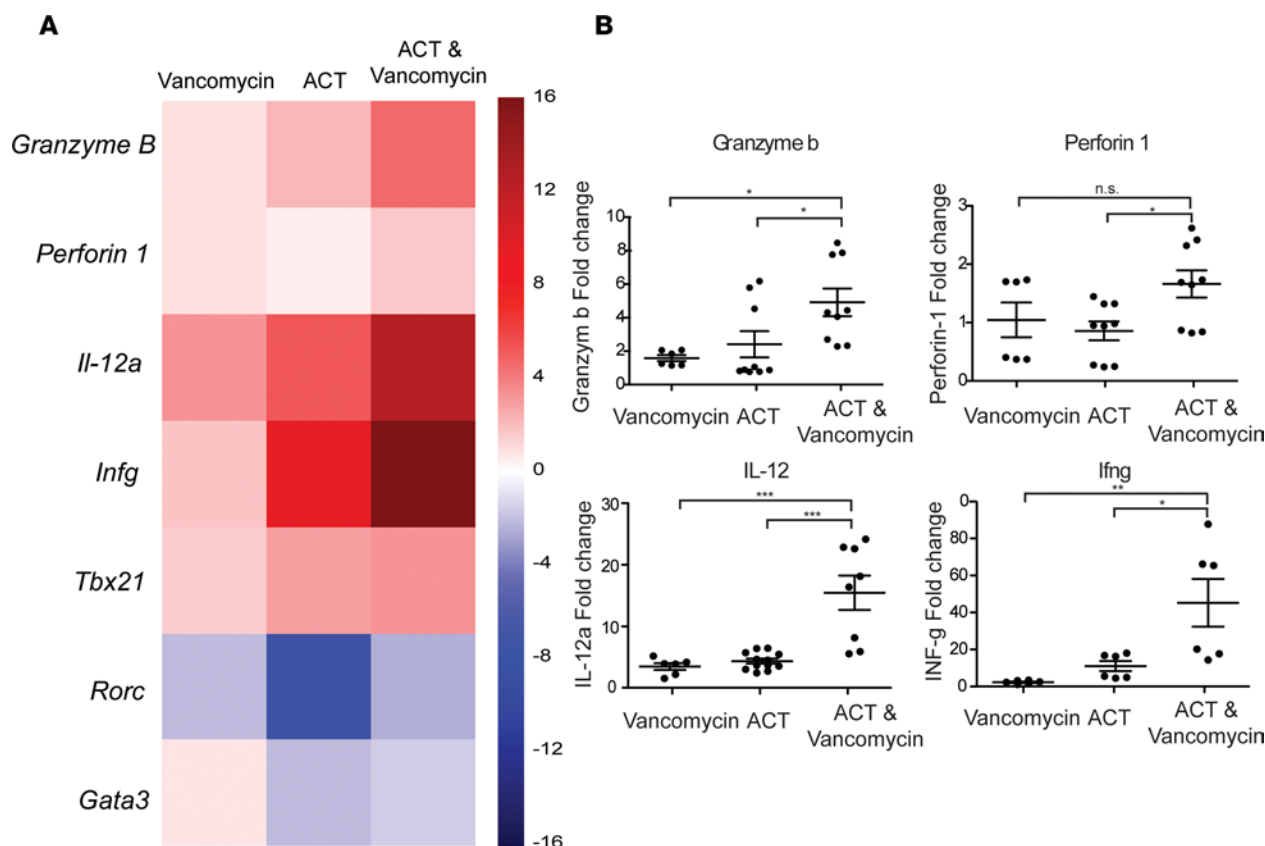 A
Vancomycin
ACT
ACT &
Vancomycin
Granzyme B
Perforin 1
Il-12a
Infg
Tbx21
Rorc
Gata3
16
12
8
4
0
-4
-8
-12
-16
B
Granzyme b
*
*
Granzym b Fold change
10
8
6
4
2
0
Vancomycin
ACT
ACT &
Vancomycin
Perforin 1
n.s.
*
Perforin-1 Fold change
3
2
1
0
Vancomycin
ACT
ACT &
Vancomycin
IL-12
***
***
IL-12a Fold change
30
20
10
0
Vancomycin
ACT
ACT &
Vancomycin
Ifng
**
*
INF-g Fold change
0
80
60
40
20
0
Vancomycin
ACT
ACT &
Vancomycin